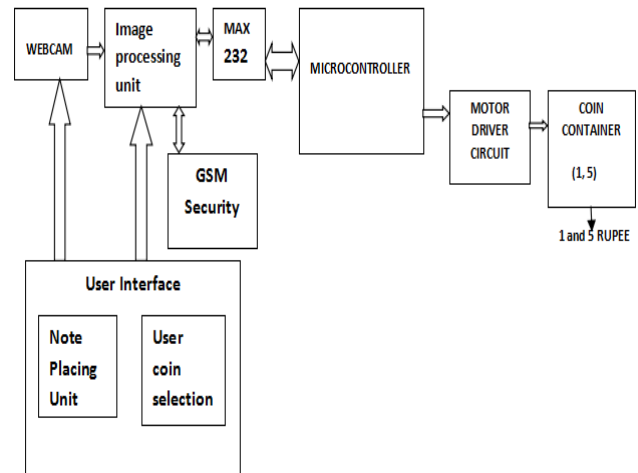 WEBCAM
Image
processing
unit
MAX
232
MICROCONTROLLER
MOTOR
DRIVER
CIRCUIT
COIN
CONTAINER
(1, 5)
1 and 5 RUPEE
GSM
Security
User Interface
Note
Placing
Unit
User
coin
selection